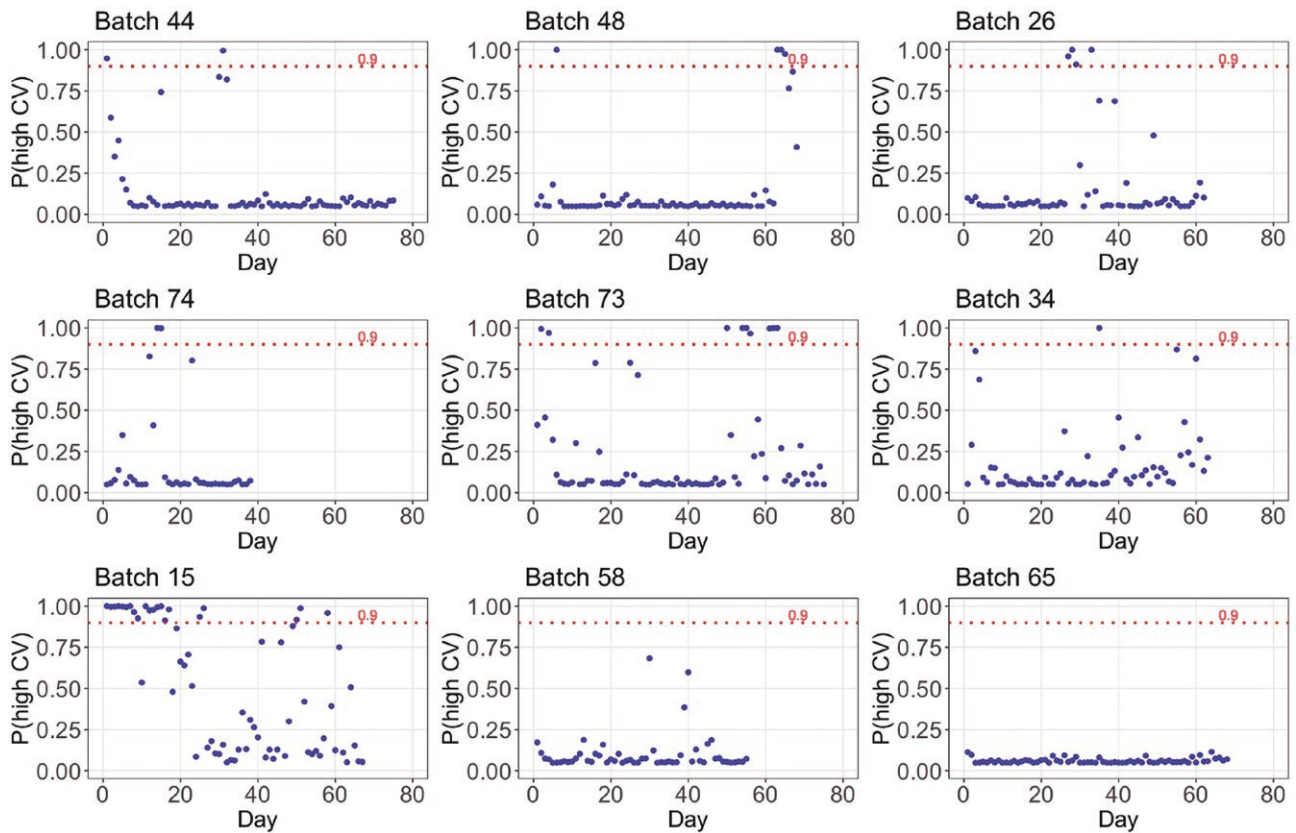 Batch 44 Batch 48 Batch 26
P(high CV) 1.00 0.75 0.50 0.25 0.00 0.9
0 20 40 60 80
Day
P(high CV) 1.00 0.75 0.50 0.25 0.00 0.9
0 20 40 60 80
Day
P(high CV) 1.00 0.75 0.50 0.25 0.00 0.9
0 20 40 60 80
Day
Batch 74 Batch 73 Batch 34
P(high CV) 1.00 0.75 0.50 0.25 0.00 0.9
0 20 40 60 80
Day
P(high CV) 1.00 0.75 0.50 0.25 0.00 0.9
0 20 40 60 80
Day
P(high CV) 1.00 0.75 0.50 0.25 0.00 0.9
0 20 40 60 80
Day
Batch 15 Batch 58 Batch 65
P(high CV) 1.00 0.75 0.50 0.25 0.00 0.9
0 20 40 60 80
Day
P(high CV) 1.00 0.75 0.50 0.25 0.00 0.9
0 20 40 60 80
Day
P(high CV) 1.00 0.75 0.50 0.25 0.00 0.9
0 20 40 60 80
Day